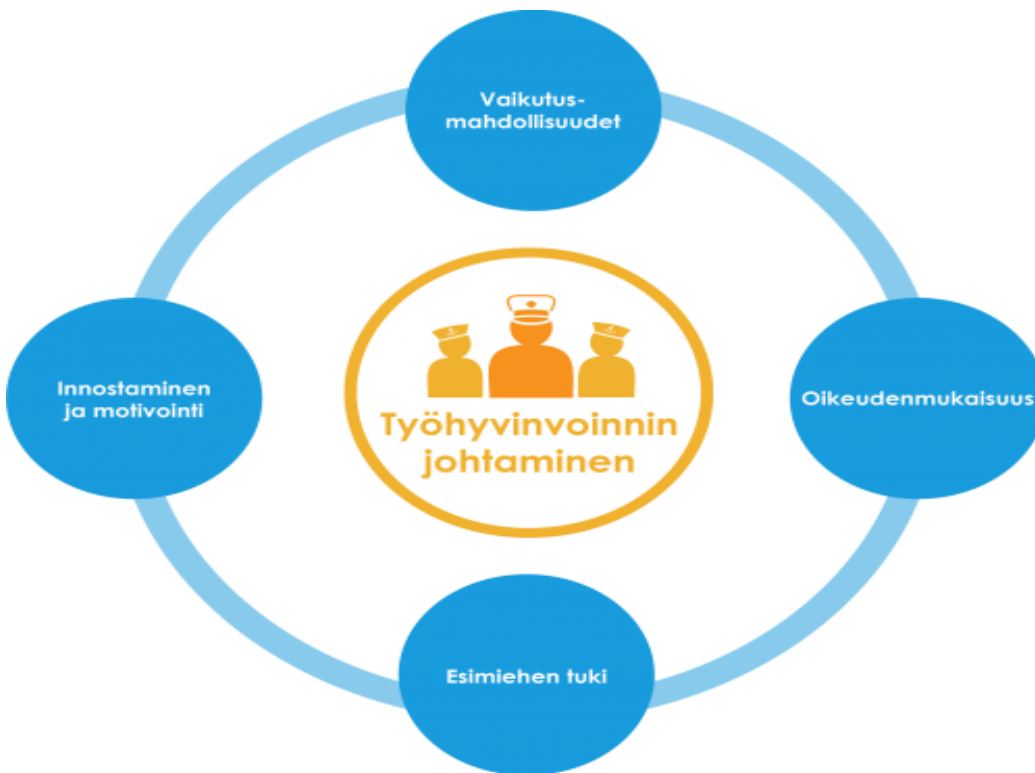 Vaikutus-
mahdollisuudet
Innostaminen
ja motivointi
Työhyvinvoinnin
johtaminen
Oikeudenmukaisuus
Esimiehen tuki